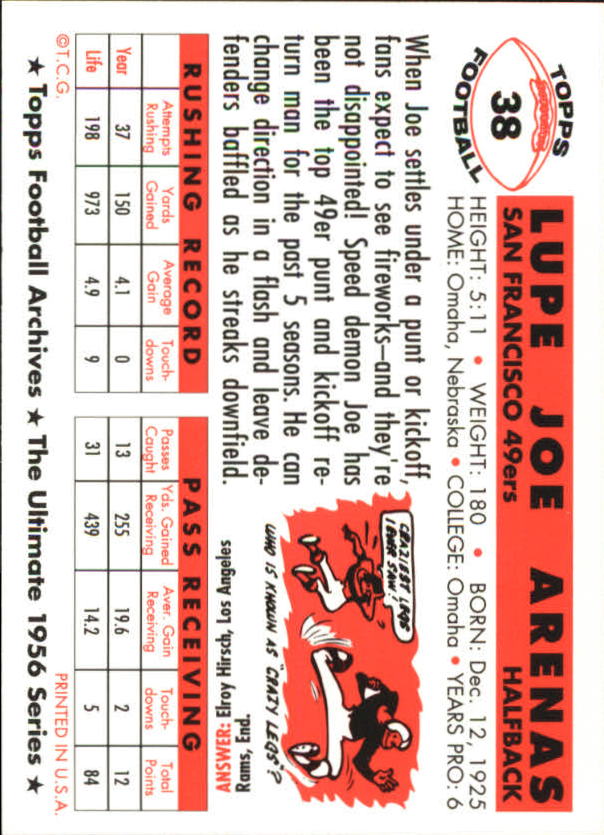 TOPPS
38
FOOTBALL
LUPE JOE ARENAS
SAN FRANCISCO 49ers HALFBACK
HEIGHT: 5:11 • WEIGHT: 180 • BORN: Dec. 12, 1925
HOME: Omaha, Nebraska • COLLEGE: Omaha • YEARS PRO: 6
When Joe settles under a punt or kickoff,
fans expect to see fireworks—and they're
not disappointed! Speed demon Joe has
been the top 49er punt and kickoff re-
turn man for the past 5 seasons. He can
change direction in a flash and leave de-
fenders baffled as he streaks downfield.
CRAZIEST LEGS
I EVER SAW!
WHO IS KNOWN AS "CRAZY LEGS"?
ANSWER: Elroy Hirsch, Los Angeles
Rams, End.
RUSHING RECORD
Attempts Rushing Yards Gained Average Gain Touch-downs
Year 37 150 4.1 0
Life 198 973 4.9 9
PASS RECEIVING
Passes Caught Yds. Gained Receiving Aver. Gain Receiving Touch-downs Total Points
13 255 19.6 2 12
31 439 14.2 5 84
©T.C.G. PRINTED IN U.S.A.
★ Topps Football Archives ★ The Ultimate 1956 Series ★